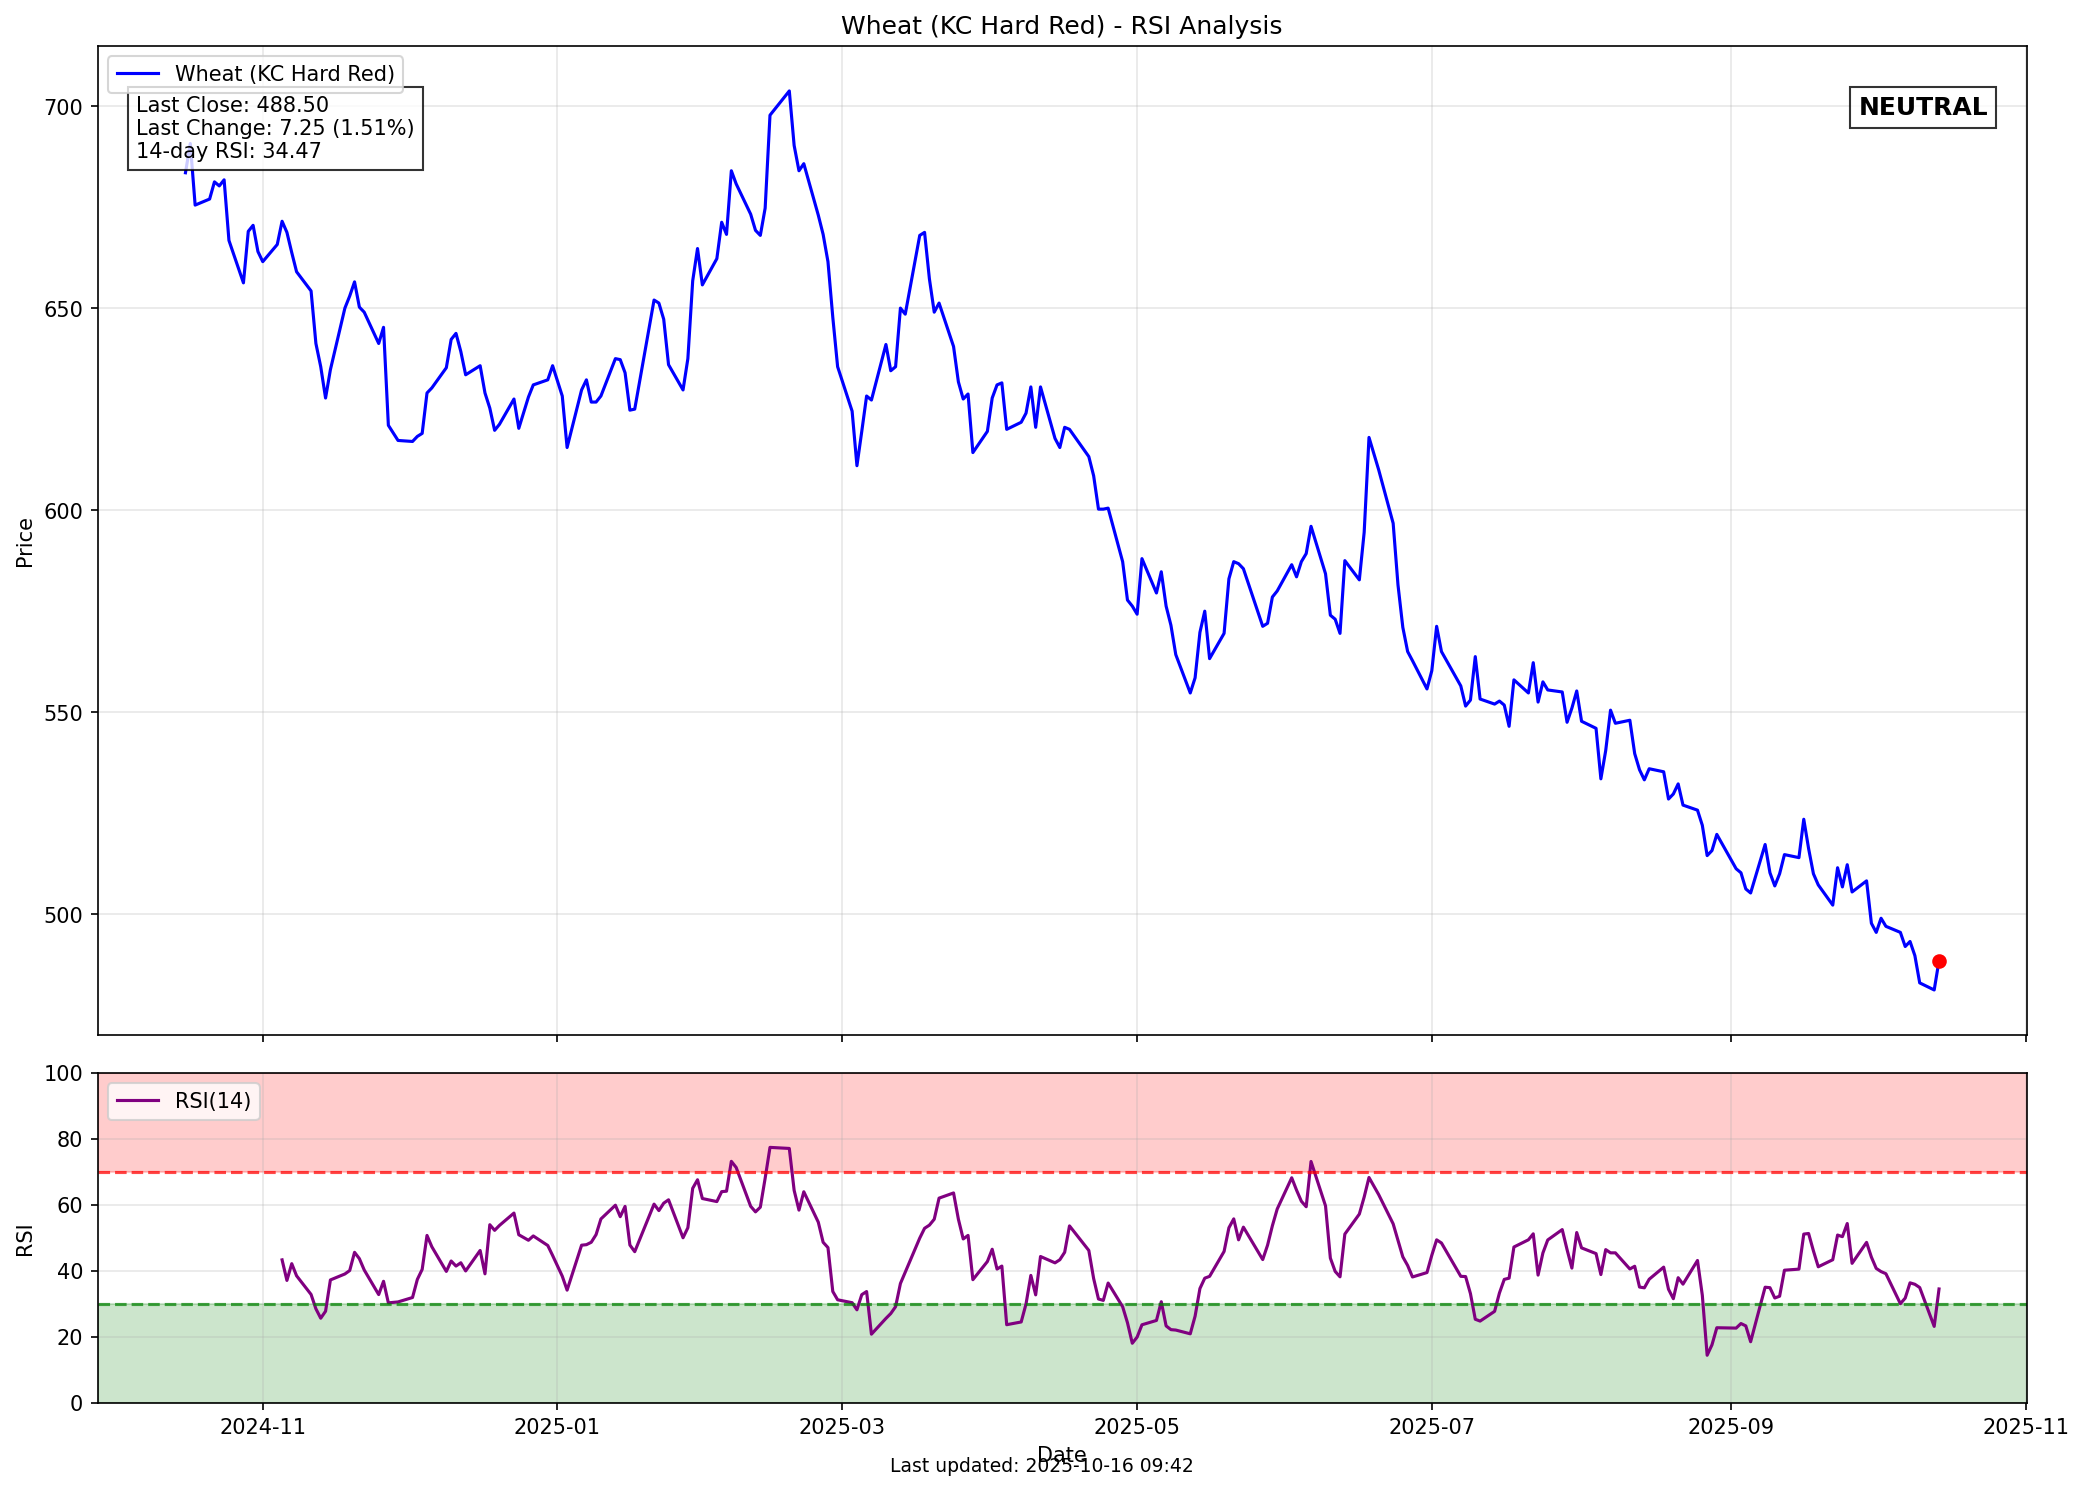 Wheat (KC Hard Red) - RSI Analysis
Wheat (KC Hard Red)
Last Close: 488.50
Last Change: 7.25 (1.51%)
14-day RSI: 34.47
NEUTRAL
Price
700
650
600
550
500
RSI(14)
RSI
100
80
60
40
20
0
2024-11
2025-01
2025-03
2025-05
2025-07
2025-09
2025-11
Date
Last updated: 2025-10-16 09:42